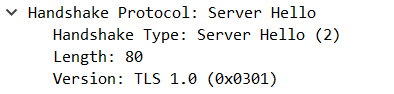 Handshake Protocol: Server Hello
Handshake Type: Server Hello (2)
Length: 80
Version: TLS 1.0 (0x0301)